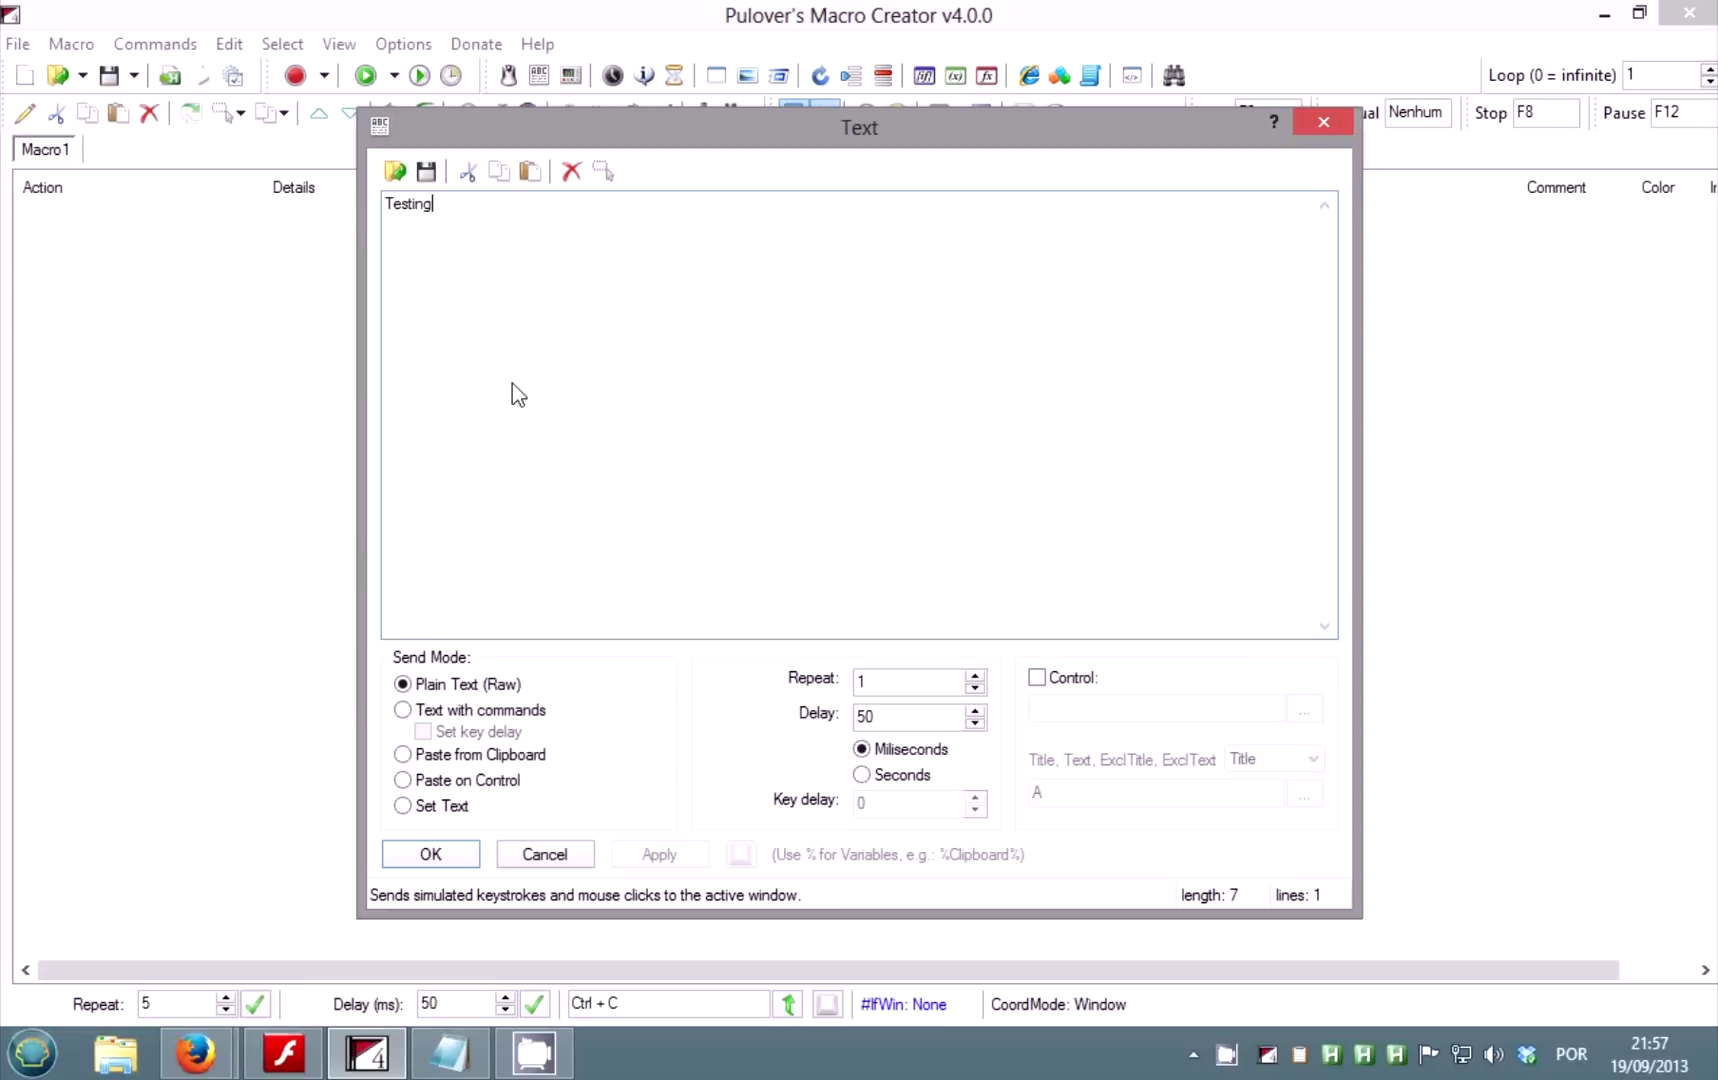 Pulover's Macro Creator v4.0.0
File Macro Commands Edit Select View Options Donate Help
Loop (0 = infinite) 1
Nenhum Stop F8 Pause F12
Macro1
Action Details Comment Color
Text
?
Testing
Send Mode:
Plain Text (Raw)
Text with commands
Set key delay
Paste from Clipboard
Paste on Control
Set Text
Repeat: 1
Delay: 50
Miliseconds
Seconds
Key delay: 0
Control:
...
Title, Text, ExclTitle, ExclText Title
A ...
OK Cancel Apply (Use % for Variables, e.g.: %Clipboard%)
Sends simulated keystrokes and mouse clicks to the active window. length: 7 lines: 1
Repeat: 5 Delay (ms): 50 Ctrl + C #IfWin: None CoordMode: Window
4 POR 21:57
19/09/2013